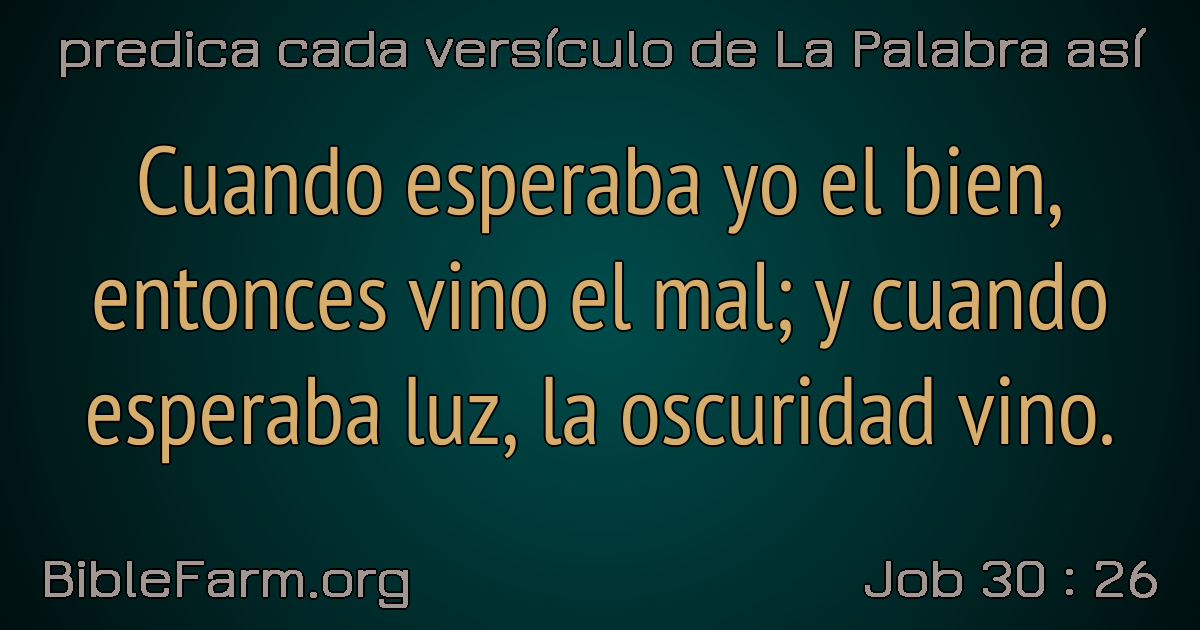 predica cada versículo de La Palabra así
Cuando esperaba yo el bien,
entonces vino el mal; y cuando
esperaba luz, la oscuridad vino.
BibleFarm.org
Job 30 : 26